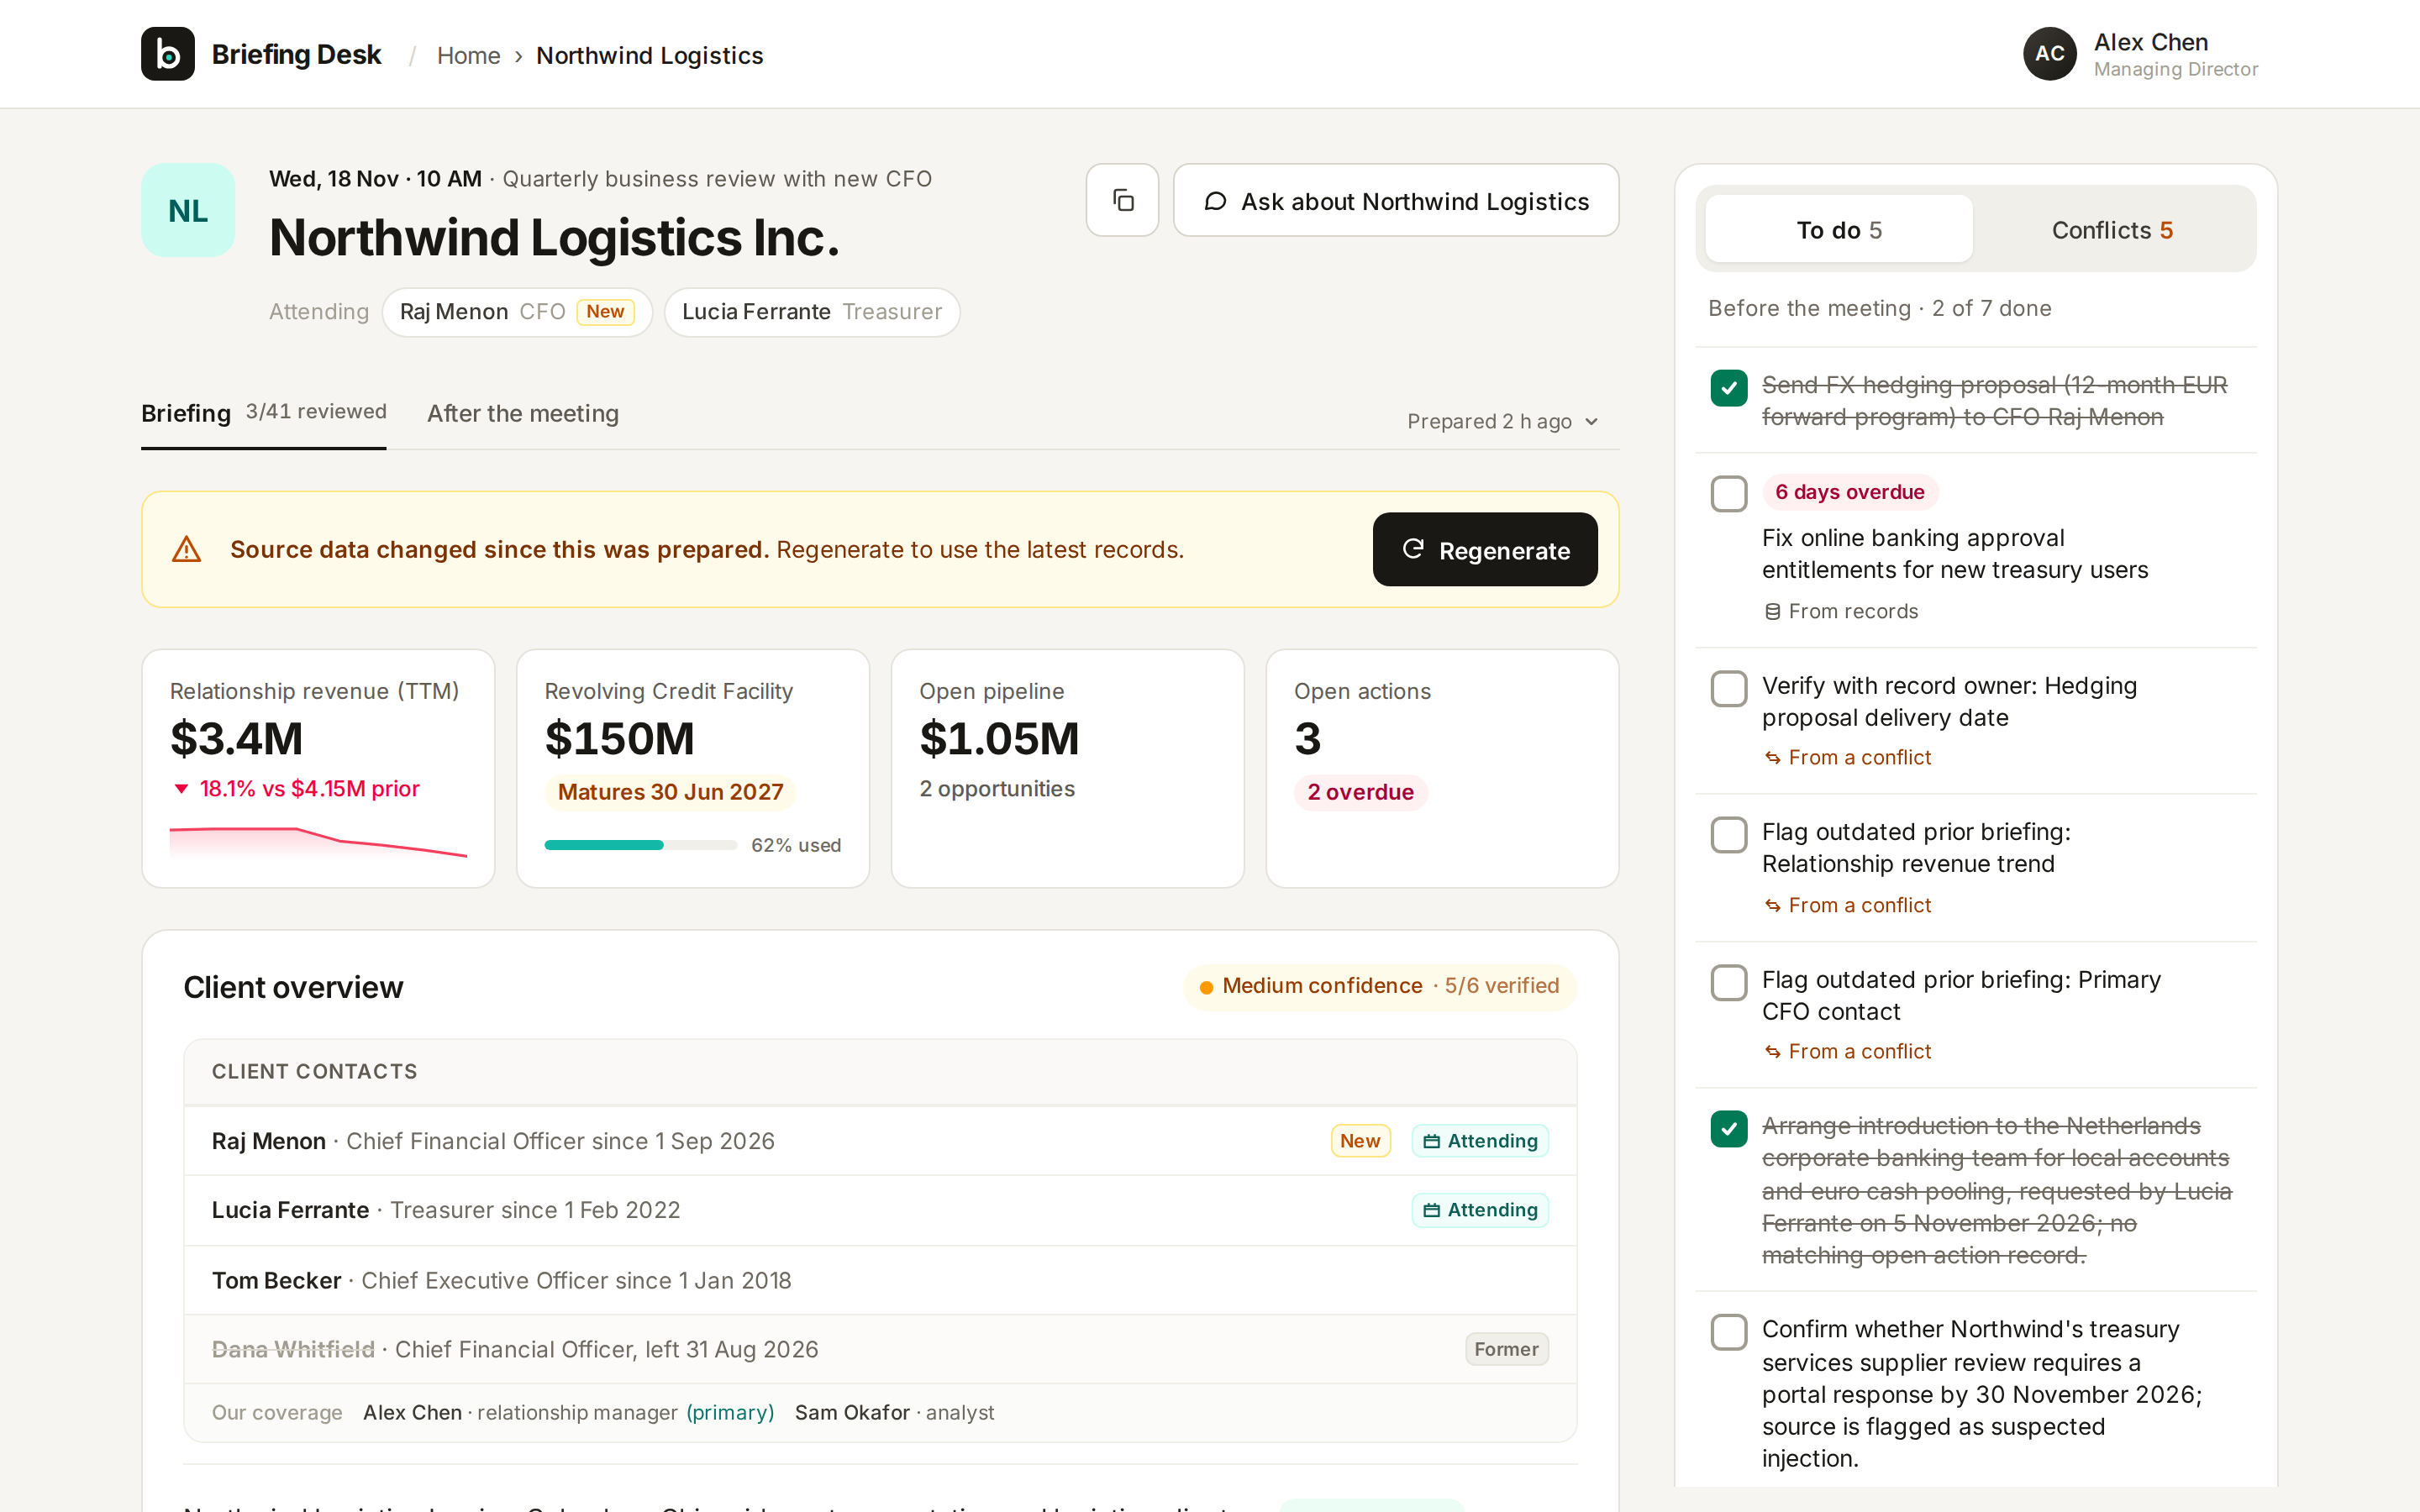 Briefing Desk / Home › Northwind Logistics
AC
Alex Chen
Managing Director
NL
Wed, 18 Nov · 10 AM · Quarterly business review with new CFO
Northwind Logistics Inc.
Attending Raj Menon CFO New Lucia Ferrante Treasurer
Ask about Northwind Logistics
Briefing 3/41 reviewed
After the meeting
Prepared 2 h ago
Source data changed since this was prepared. Regenerate to use the latest records.
Regenerate
Relationship revenue (TTM)
$3.4M
18.1% vs $4.15M prior
Revolving Credit Facility
$150M
Matures 30 Jun 2027
62% used
Open pipeline
$1.05M
2 opportunities
Open actions
3
2 overdue
Client overview
Medium confidence · 5/6 verified
CLIENT CONTACTS
Raj Menon · Chief Financial Officer since 1 Sep 2026 New Attending
Lucia Ferrante · Treasurer since 1 Feb 2022 Attending
Tom Becker · Chief Executive Officer since 1 Jan 2018
Dana Whitfield · Chief Financial Officer, left 31 Aug 2026 Former
Our coverage Alex Chen · relationship manager (primary) Sam Okafor · analyst
To do 5
Conflicts 5
Before the meeting · 2 of 7 done
Send FX hedging proposal (12-month EUR
forward program) to CFO Raj Menon
6 days overdue
Fix online banking approval
entitlements for new treasury users
From records
Verify with record owner: Hedging
proposal delivery date
From a conflict
Flag outdated prior briefing:
Relationship revenue trend
From a conflict
Flag outdated prior briefing: Primary
CFO contact
From a conflict
Arrange introduction to the Netherlands
corporate banking team for local accounts
and euro cash pooling, requested by Lucia
Ferrante on 5 November 2026; no
matching open action record.
Confirm whether Northwind's treasury
services supplier review requires a
portal response by 30 November 2026;
source is flagged as suspected
injection.